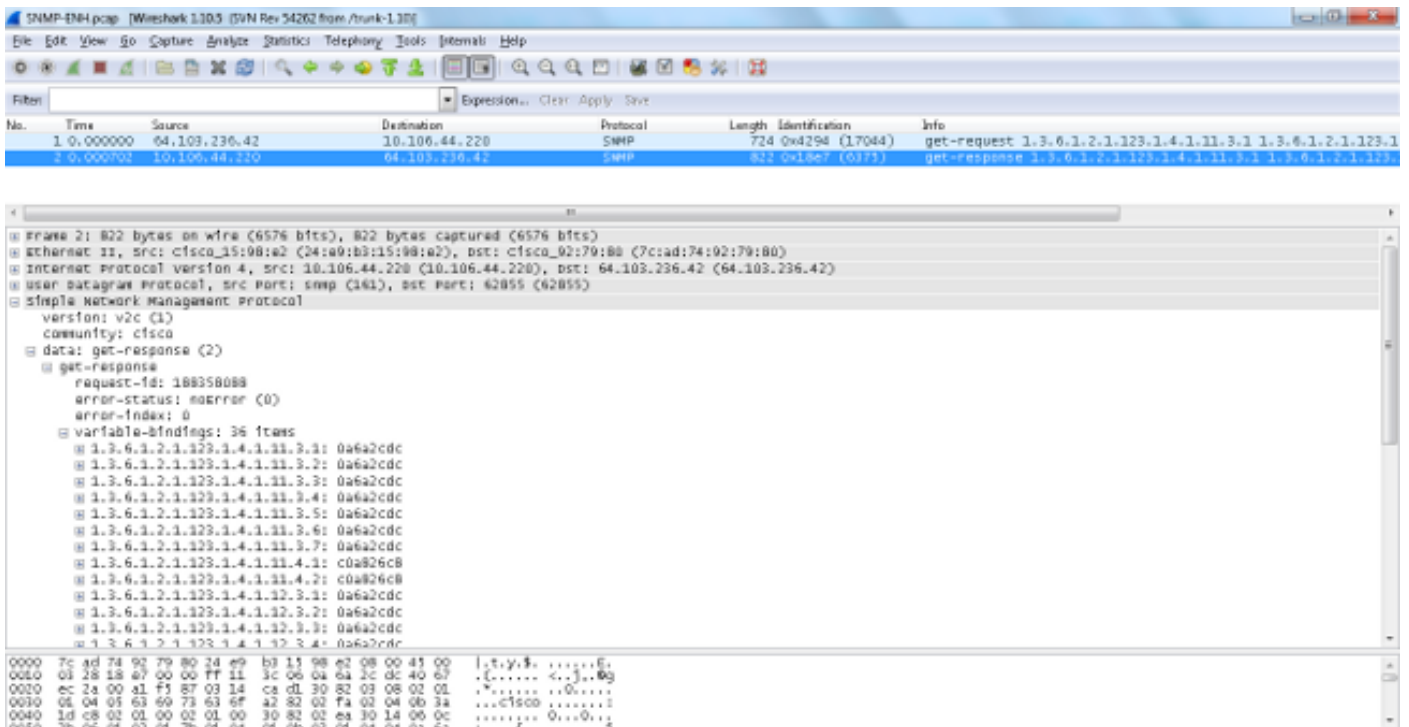 SNMP-ENH.pcap [Wireshark 1.10.5 (SVN Rev 54262 from /trunk-1.10)]
File Edit View Go Capture Analyze Statistics Telephony Tools Internals Help
Filter: Expression... Clear Apply Save
No. Time Source Destination Protocol Length Identification Info
1 0.000000 64.103.236.42 10.106.44.220 SNMP 724 0x4294 (17044) get-request 1.3.6.1.2.1.123.1.4.1.11.3.1 1.3.6.1.2.1.123.1
2 0.000702 10.106.44.220 64.103.236.42 SNMP 822 0x18e7 (6375) get-response 1.3.6.1.2.1.123.1.4.1.11.3.1 1.3.6.1.2.1.123.
Frame 2: 822 bytes on wire (6576 bits), 822 bytes captured (6576 bits)
Ethernet II, Src: Cisco_15:98:e2 (24:e9:b3:15:98:e2), Dst: Cisco_92:79:80 (7c:ad:74:92:79:80)
Internet Protocol Version 4, Src: 10.106.44.220 (10.106.44.220), Dst: 64.103.236.42 (64.103.236.42)
User Datagram Protocol, Src Port: snmp (161), Dst Port: 62855 (62855)
Simple Network Management Protocol
version: v2c (1)
community: cisco
data: get-response (2)
get-response
request-id: 188358088
error-status: noError (0)
error-index: 0
variable-bindings: 36 items
1.3.6.1.2.1.123.1.4.1.11.3.1: 0a6a2cdc
1.3.6.1.2.1.123.1.4.1.11.3.2: 0a6a2cdc
1.3.6.1.2.1.123.1.4.1.11.3.3: 0a6a2cdc
1.3.6.1.2.1.123.1.4.1.11.3.4: 0a6a2cdc
1.3.6.1.2.1.123.1.4.1.11.3.5: 0a6a2cdc
1.3.6.1.2.1.123.1.4.1.11.3.6: 0a6a2cdc
1.3.6.1.2.1.123.1.4.1.11.3.7: 0a6a2cdc
1.3.6.1.2.1.123.1.4.1.11.4.1: c0a826c8
1.3.6.1.2.1.123.1.4.1.11.4.2: c0a826c8
1.3.6.1.2.1.123.1.4.1.12.3.1: 0a6a2cdc
1.3.6.1.2.1.123.1.4.1.12.3.2: 0a6a2cdc
1.3.6.1.2.1.123.1.4.1.12.3.3: 0a6a2cdc
1.3.6.1.2.1.123.1.4.1.12.3.4: 0a6a2cdc
0000 7c ad 74 92 79 80 24 e9 b3 15 98 e2 08 00 45 00 |.t.y.$. ......E.
0010 03 28 18 e7 00 00 ff 11 3c 06 0a 6a 2c dc 40 67 .(...... <..j,.@g
0020 ec 2a 00 a1 f5 87 03 14 ca d1 30 82 03 08 02 01 .*...... ..0.....
0030 01 04 05 63 69 73 63 6f a2 82 02 fa 02 04 0b 3a ...cisco .......:
0040 1d c8 02 01 00 02 01 00 30 82 02 ea 30 14 06 0c ........ 0...0...